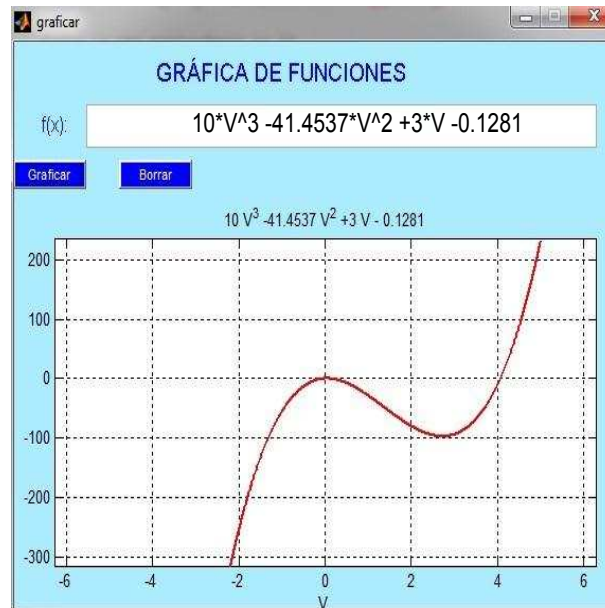 graficar
GRÁFICA DE FUNCIONES
f(x): 10*V^3 -41.4537*V^2 +3*V -0.1281
Graficar Borrar
10 V³ -41.4537 V² +3 V - 0.1281
200
100
0
-100
-200
-300
-6 -4 -2 0 2 4 6
V